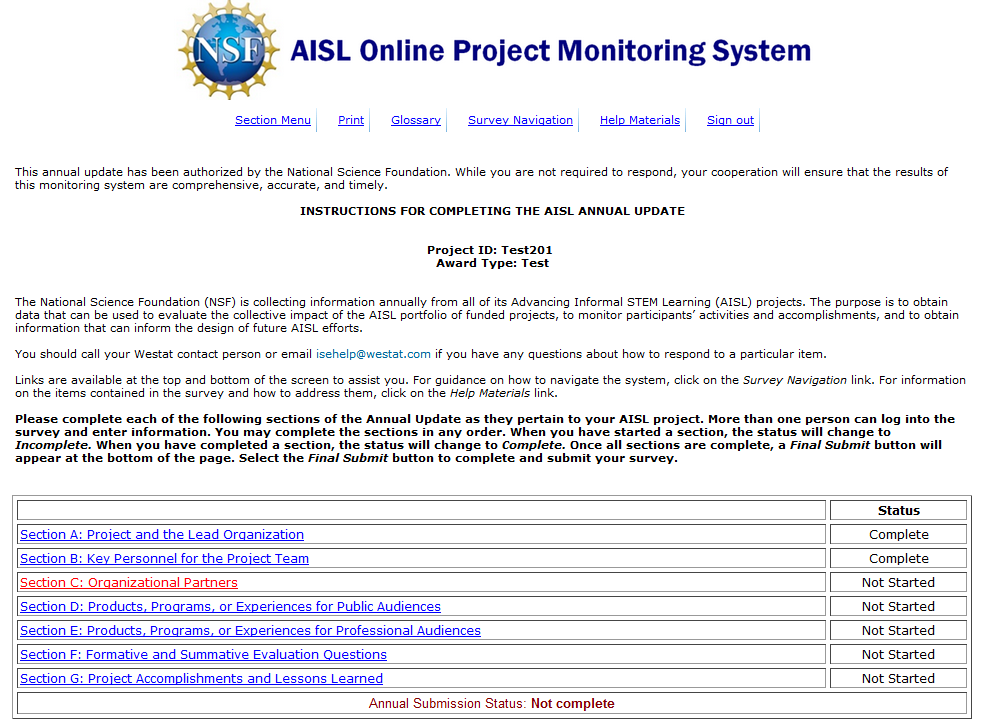 NSF AISL Online Project Monitoring System
Section Menu Print Glossary Survey Navigation Help Materials Sign out
This annual update has been authorized by the National Science Foundation. While you are not required to respond, your cooperation will ensure that the results of
this monitoring system are comprehensive, accurate, and timely.
INSTRUCTIONS FOR COMPLETING THE AISL ANNUAL UPDATE
Project ID: Test201
Award Type: Test
The National Science Foundation (NSF) is collecting information annually from all of its Advancing Informal STEM Learning (AISL) projects. The purpose is to obtain
data that can be used to evaluate the collective impact of the AISL portfolio of funded projects, to monitor participants' activities and accomplishments, and to obtain
information that can inform the design of future AISL efforts.
You should call your Westat contact person or email isehelp@westat.com if you have any questions about how to respond to a particular item.
Links are available at the top and bottom of the screen to assist you. For guidance on how to navigate the system, click on the Survey Navigation link. For information
on the items contained in the survey and how to address them, click on the Help Materials link.
Please complete each of the following sections of the Annual Update as they pertain to your AISL project. More than one person can log into the
survey and enter information. You may complete the sections in any order. When you have started a section, the status will change to
Incomplete. When you have completed a section, the status will change to Complete. Once all sections are complete, a Final Submit button will
appear at the bottom of the page. Select the Final Submit button to complete and submit your survey.
Status
Section A: Project and the Lead Organization Complete
Section B: Key Personnel for the Project Team Complete
Section C: Organizational Partners Not Started
Section D: Products, Programs, or Experiences for Public Audiences Not Started
Section E: Products, Programs, or Experiences for Professional Audiences Not Started
Section F: Formative and Summative Evaluation Questions Not Started
Section G: Project Accomplishments and Lessons Learned Not Started
Annual Submission Status: Not complete